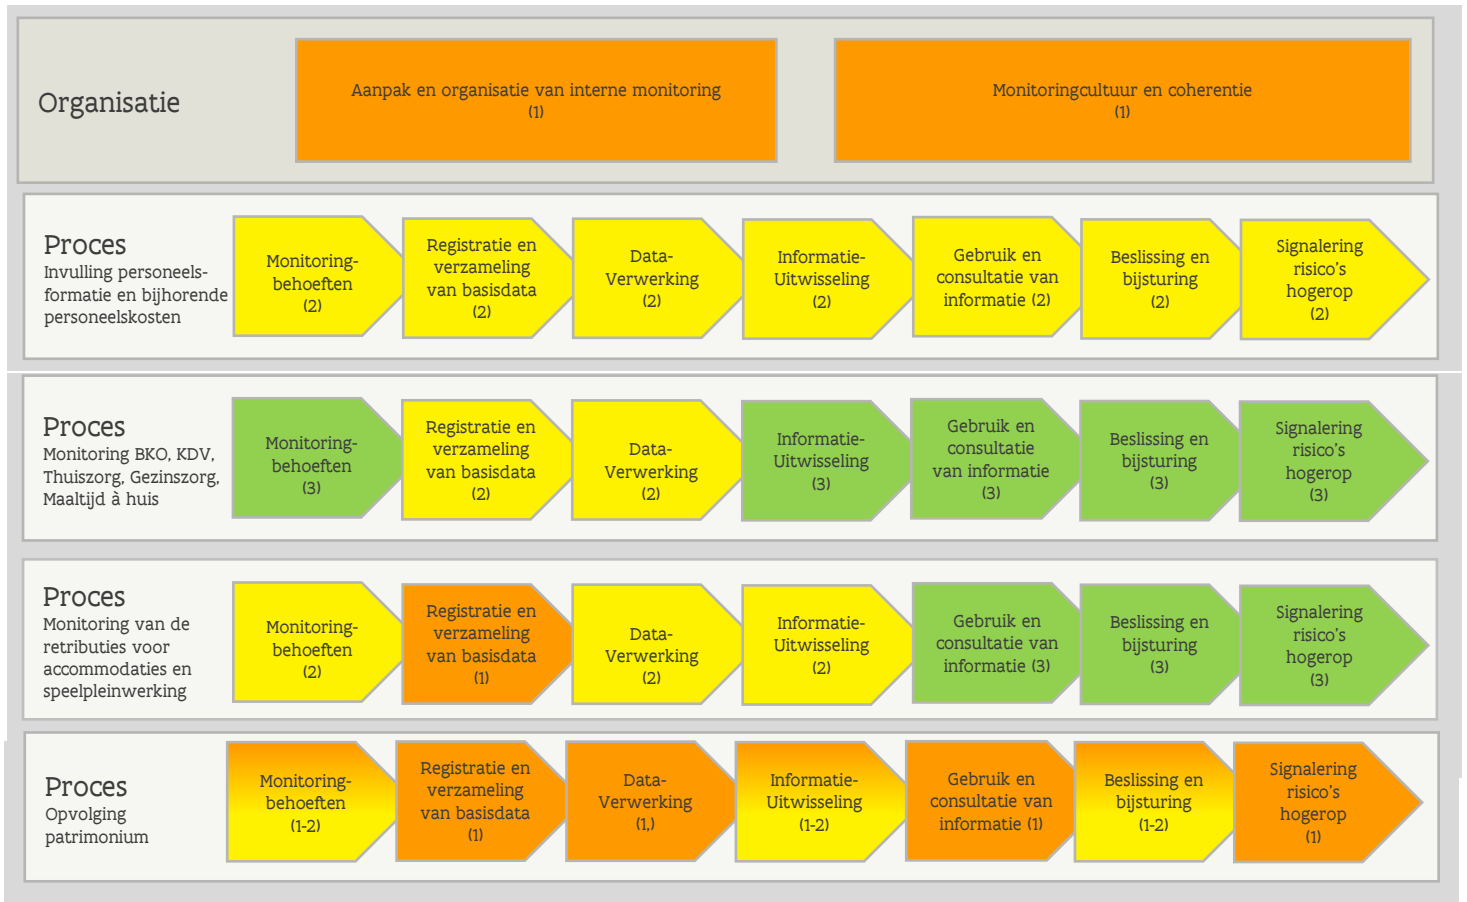 Organisatie
Aanpak en organisatie van interne monitoring
(1)
Monitoringcultuur en coherentie
(1)
Proces
Invulling personeels-
formatie en bijhorende
personeelskosten
Monitoring-
behoeften
(2)
Registratie en
verzameling
van basisdata
(2)
Data-
Verwerking
(2)
Informatie-
Uitwisseling
(2)
Gebruik en
consultatie van
informatie (2)
Beslissing en
bijsturing
(2)
Signalering
risico's
hogerop
(2)
Proces
Monitoring BKO, KDV,
Thuiszorg, Gezinszorg,
Maaltijd à huis
Monitoring-
behoeften
(3)
Registratie en
verzameling
van basisdata
(2)
Data-
Verwerking
(2)
Informatie-
Uitwisseling
(3)
Gebruik en
consultatie
van informatie
(3)
Beslissing en
bijsturing
(3)
Signalering
risico's
hogerop
(3)
Proces
Monitoring van de
retributies voor
accommodaties en
speelpleinwerking
Monitoring-
behoeften
(2)
Registratie en
verzameling
van basisdata
(1)
Data-
Verwerking
(2)
Informatie-
Uitwisseling
(2)
Gebruik en
consultatie van
informatie (3)
Beslissing en
bijsturing
(3)
Signalering
risico's
hogerop
(3)
Proces
Opvolging
patrimonium
Monitoring-
behoeften
(1-2)
Registratie en
verzameling
van basisdata
(1)
Data-
Verwerking
(1,)
Informatie-
Uitwisseling
(1-2)
Gebruik en
consultatie van
informatie (1)
Beslissing en
bijsturing
(1-2)
Signalering
risico's
hogerop
(1)